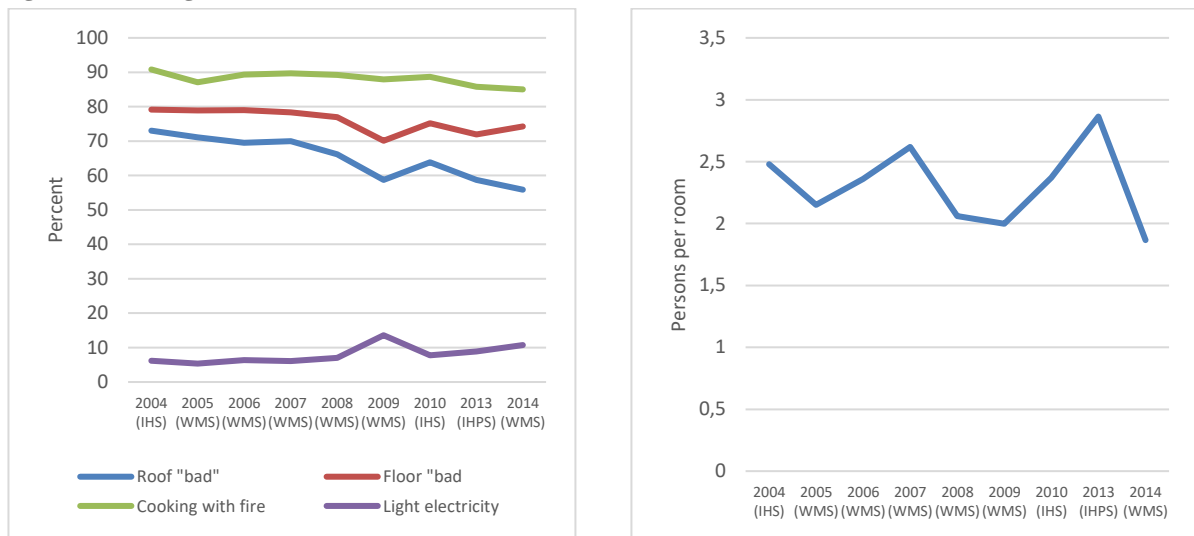 100
90
80
70
60
50
40
30
20
10
0
Percent
2004 2005 2006 2007 2008 2009 2010 2013 2014
(IHS) (WMS) (WMS) (WMS) (WMS) (WMS) (IHS) (IHPS) (WMS)
Roof "bad" Floor "bad
Cooking with fire Light electricity
3,5
3
2,5
2
1,5
1
0,5
0
Persons per room
2004 2005 2006 2007 2008 2009 2010 2013 2014
(IHS) (WMS) (WMS) (WMS) (WMS) (WMS) (IHS) (IHPS) (WMS)